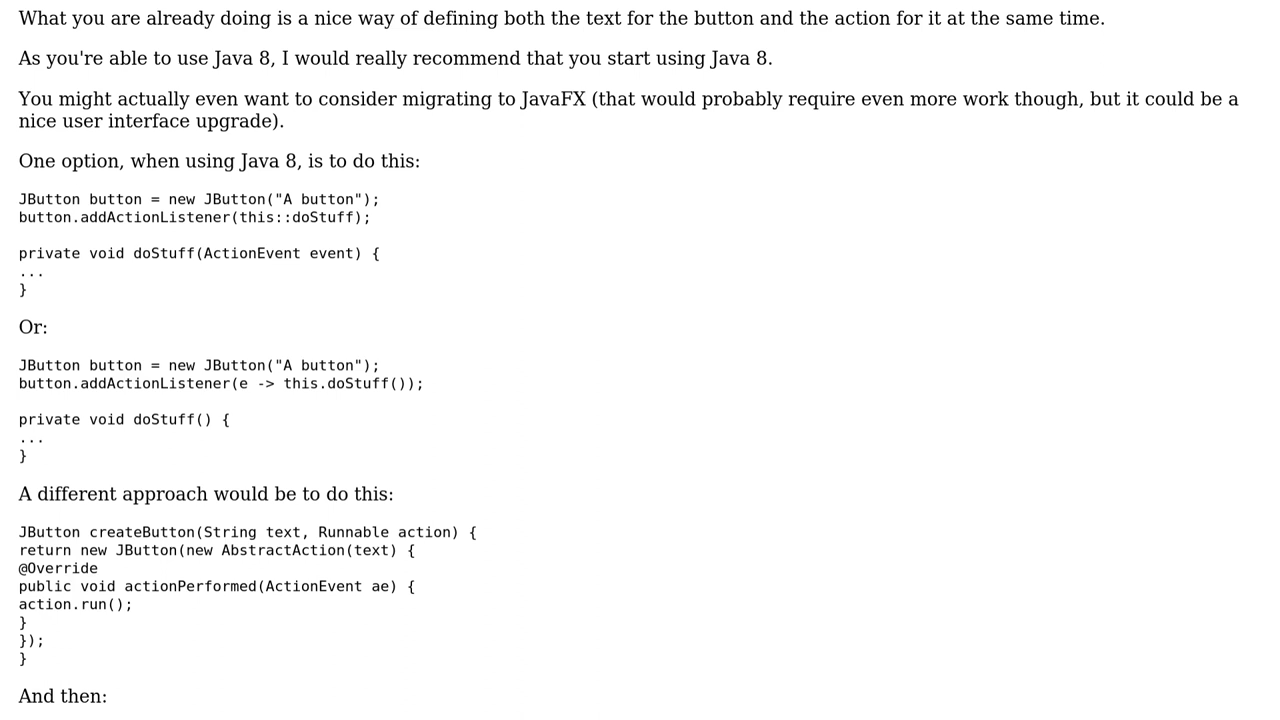 What you are already doing is a nice way of defining both the text for the button and the action for it at the same time.
As you're able to use Java 8, I would really recommend that you start using Java 8.
You might actually even want to consider migrating to JavaFX (that would probably require even more work though, but it could be a
nice user interface upgrade).
One option, when using Java 8, is to do this:
JButton button = new JButton("A button");
button.addActionListener(this::doStuff);
private void doStuff(ActionEvent event) {
...
}
Or:
JButton button = new JButton("A button");
button.addActionListener(e -> this.doStuff());
private void doStuff() {
...
}
A different approach would be to do this:
JButton createButton(String text, Runnable action) {
return new JButton(new AbstractAction(text) {
@Override
public void actionPerformed(ActionEvent ae) {
action.run();
}
});
}
And then: